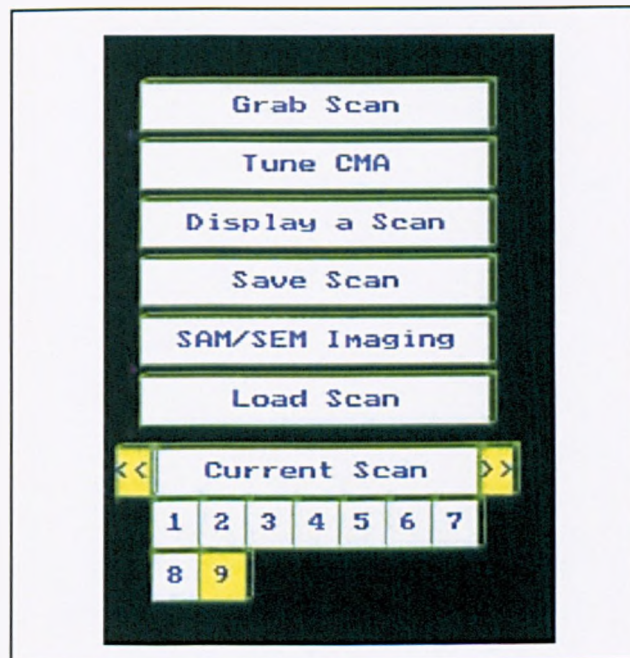 Grab Scan
Tune CMA
Display a Scan
Save Scan
SAM/SEM Imaging
Load Scan
<< Current Scan >>
1 2 3 4 5 6 7
8 9